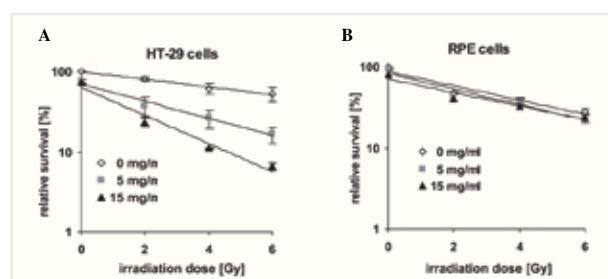 A
HT-29 cells
relative survival [%]
100
10
1
0 mg/n
5 mg/n
15 mg/n
0 2 4 6
irradiation dose [Gy]
B
RPE cells
relative survival [%]
100
10
1
0 mg/ml
5 mg/ml
15 mg/ml
0 2 4 6
irradiation dose [Gy]